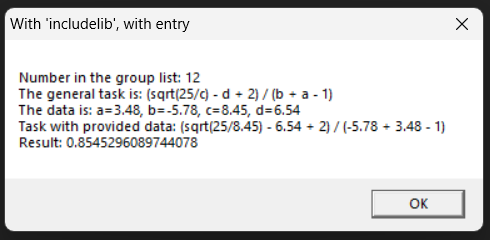 With 'includelib', with entry
Number in the group list: 12
The general task is: (sqrt(25/c) - d + 2) / (b + a - 1)
The data is: a=3.48, b=-5.78, c=8.45, d=6.54
Task with provided data: (sqrt(25/8.45) - 6.54 + 2) / (-5.78 + 3.48 - 1)
Result: 0.8545296089744078
OK